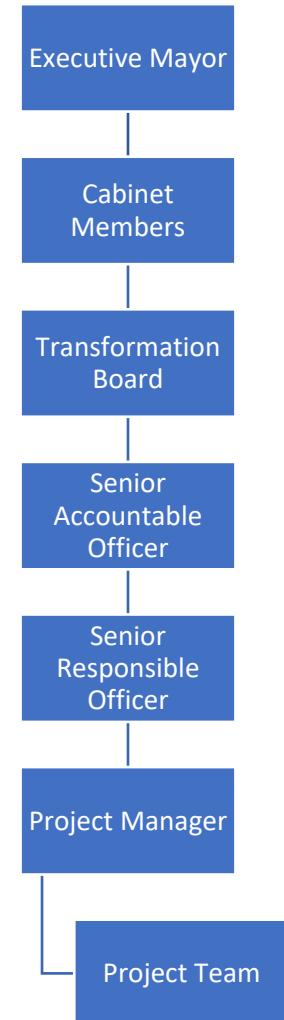 Executive Mayor
Cabinet
Members
Transformation
Board
Senior
Accountable
Officer
Senior
Responsible
Officer
Project Manager
Project Team